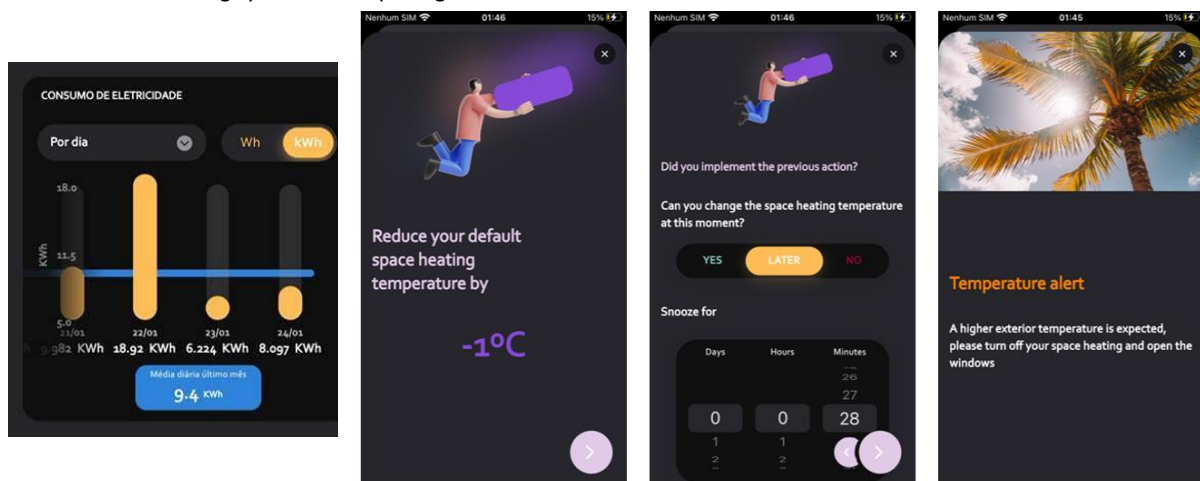 CONSUMO DE ELETRICIDADE
Por dia
Wh kWh
18.0
KWh
11.5
5.0
21/01 22/01 23/01 24/01
9.982 KWh 18.92 KWh 6.224 KWh 8.097 KWh
Média diária último mês
9.4 KWh
Nenhum SIM 01:46 15%
Reduce your default
space heating
temperature by
-1ºC
Nenhum SIM 01:46 15%
Did you implement the previous action?
Can you change the space heating temperature
at this moment?
YES LATER NO
Snooze for
Days Hours Minutes
26
27
0 0 28
1 1
2 2
Nenhum SIM 01:45 15%
Temperature alert
A higher exterior temperature is expected,
please turn off your space heating and open the
windows